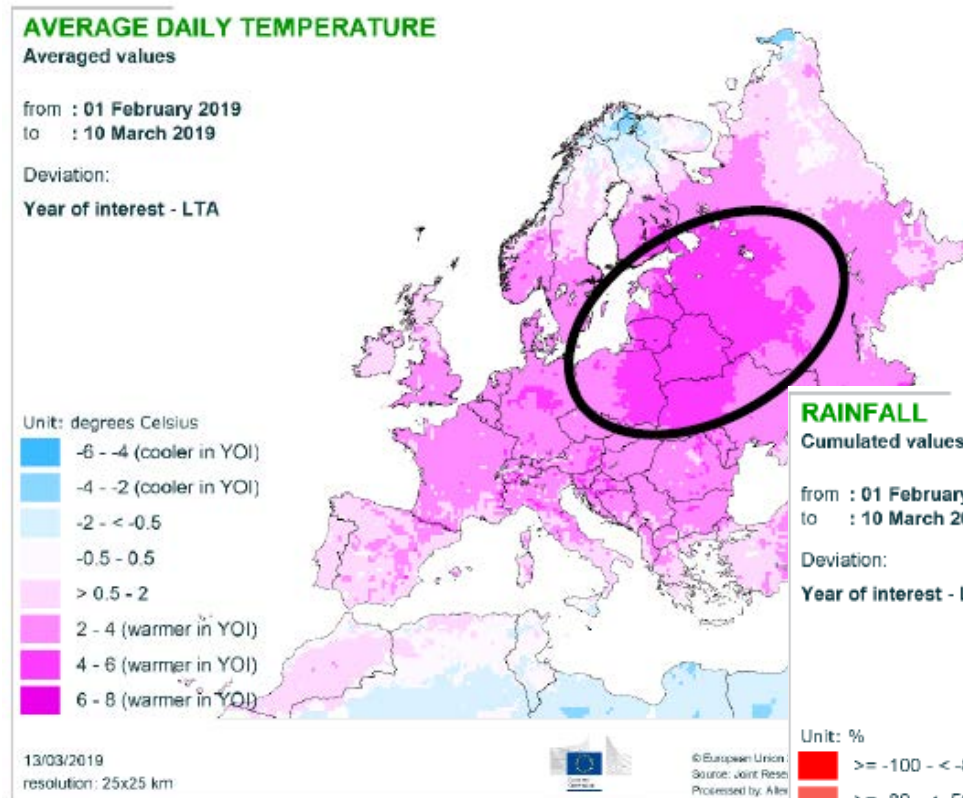 AVERAGE DAILY TEMPERATURE
Averaged values
from : 01 February 2019
to : 10 March 2019
Deviation:
Year of interest - LTA
Unit: degrees Celsius
-6 - -4 (cooler in YOI)
-4 - -2 (cooler in YOI)
-2 - < -0.5
-0.5 - 0.5
> 0.5 - 2
2 - 4 (warmer in YOI)
4 - 6 (warmer in YOI)
6 - 8 (warmer in YOI)
13/03/2019
resolution: 25x25 km
© European Union
Source: Joint
Processed by:
RAINFALL
Cumulated values
from : 01 February
to : 10 March
Deviation:
Year of interest -
Unit: %
>= -100 - <